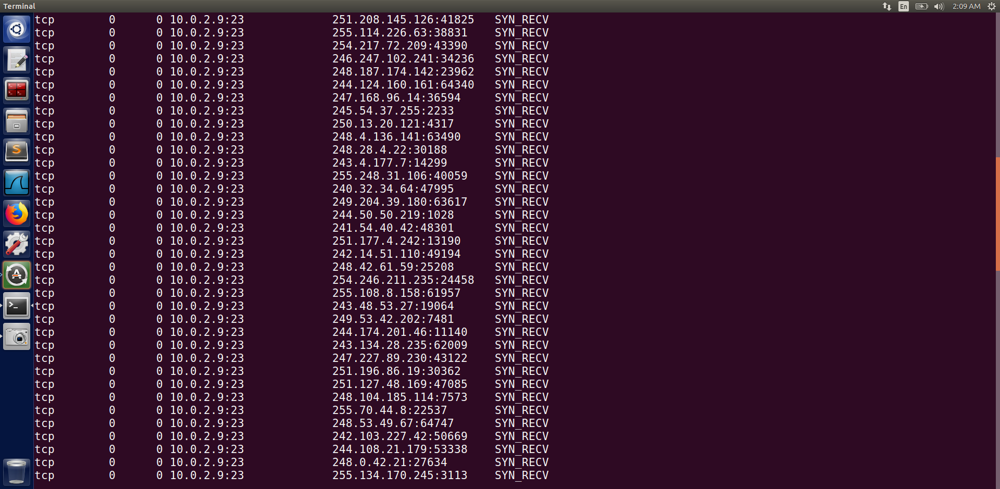 Terminal En 2:09 AM
tcp 0 0 10.0.2.9:23 251.208.145.126:41825 SYN_RECV
tcp 0 0 10.0.2.9:23 255.114.226.63:38831 SYN_RECV
tcp 0 0 10.0.2.9:23 254.217.72.209:43390 SYN_RECV
tcp 0 0 10.0.2.9:23 246.247.102.241:34236 SYN_RECV
tcp 0 0 10.0.2.9:23 248.187.174.142:23962 SYN_RECV
tcp 0 0 10.0.2.9:23 244.124.160.161:64340 SYN_RECV
tcp 0 0 10.0.2.9:23 247.168.96.14:36594 SYN_RECV
tcp 0 0 10.0.2.9:23 245.54.37.255:2233 SYN_RECV
tcp 0 0 10.0.2.9:23 250.13.20.121:4317 SYN_RECV
tcp 0 0 10.0.2.9:23 248.4.136.141:63490 SYN_RECV
tcp 0 0 10.0.2.9:23 248.28.4.22:30188 SYN_RECV
tcp 0 0 10.0.2.9:23 243.4.177.7:14299 SYN_RECV
tcp 0 0 10.0.2.9:23 255.248.31.106:40059 SYN_RECV
tcp 0 0 10.0.2.9:23 240.32.34.64:47995 SYN_RECV
tcp 0 0 10.0.2.9:23 249.204.39.180:63617 SYN_RECV
tcp 0 0 10.0.2.9:23 244.50.50.219:1028 SYN_RECV
tcp 0 0 10.0.2.9:23 241.54.40.42:48301 SYN_RECV
tcp 0 0 10.0.2.9:23 251.177.4.242:13190 SYN_RECV
tcp 0 0 10.0.2.9:23 242.14.51.110:49194 SYN_RECV
tcp 0 0 10.0.2.9:23 248.42.61.59:25208 SYN_RECV
tcp 0 0 10.0.2.9:23 254.246.211.235:24458 SYN_RECV
tcp 0 0 10.0.2.9:23 255.108.8.158:61957 SYN_RECV
tcp 0 0 10.0.2.9:23 243.48.53.27:19064 SYN_RECV
tcp 0 0 10.0.2.9:23 249.53.42.202:7481 SYN_RECV
tcp 0 0 10.0.2.9:23 244.174.201.46:11140 SYN_RECV
tcp 0 0 10.0.2.9:23 243.134.28.235:62009 SYN_RECV
tcp 0 0 10.0.2.9:23 247.227.89.230:43122 SYN_RECV
tcp 0 0 10.0.2.9:23 251.196.86.19:30362 SYN_RECV
tcp 0 0 10.0.2.9:23 251.127.48.169:47085 SYN_RECV
tcp 0 0 10.0.2.9:23 248.104.185.114:7573 SYN_RECV
tcp 0 0 10.0.2.9:23 255.70.44.8:22537 SYN_RECV
tcp 0 0 10.0.2.9:23 248.53.49.67:64747 SYN_RECV
tcp 0 0 10.0.2.9:23 242.103.227.42:50669 SYN_RECV
tcp 0 0 10.0.2.9:23 244.108.21.179:53338 SYN_RECV
tcp 0 0 10.0.2.9:23 248.0.42.21:27634 SYN_RECV
tcp 0 0 10.0.2.9:23 255.134.170.245:3113 SYN_RECV